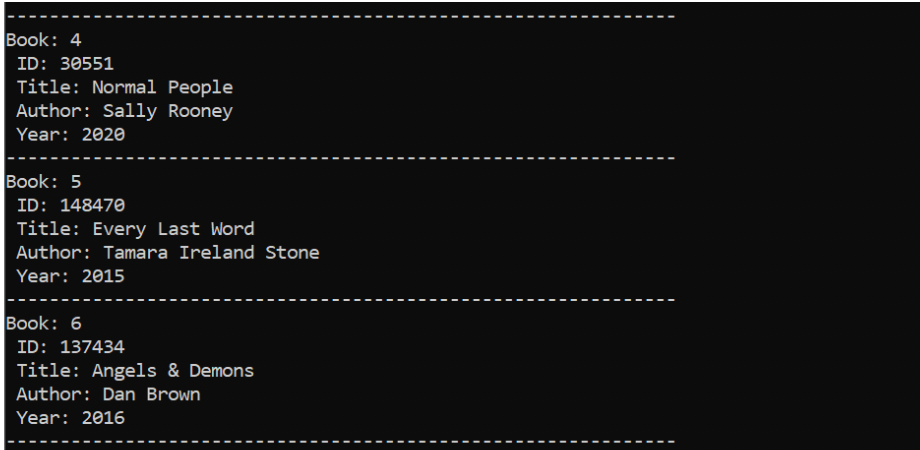 --------------------------------------------------------------
Book: 4
 ID: 30551
 Title: Normal People
 Author: Sally Rooney
 Year: 2020
--------------------------------------------------------------
Book: 5
 ID: 148470
 Title: Every Last Word
 Author: Tamara Ireland Stone
 Year: 2015
--------------------------------------------------------------
Book: 6
 ID: 137434
 Title: Angels & Demons
 Author: Dan Brown
 Year: 2016
--------------------------------------------------------------